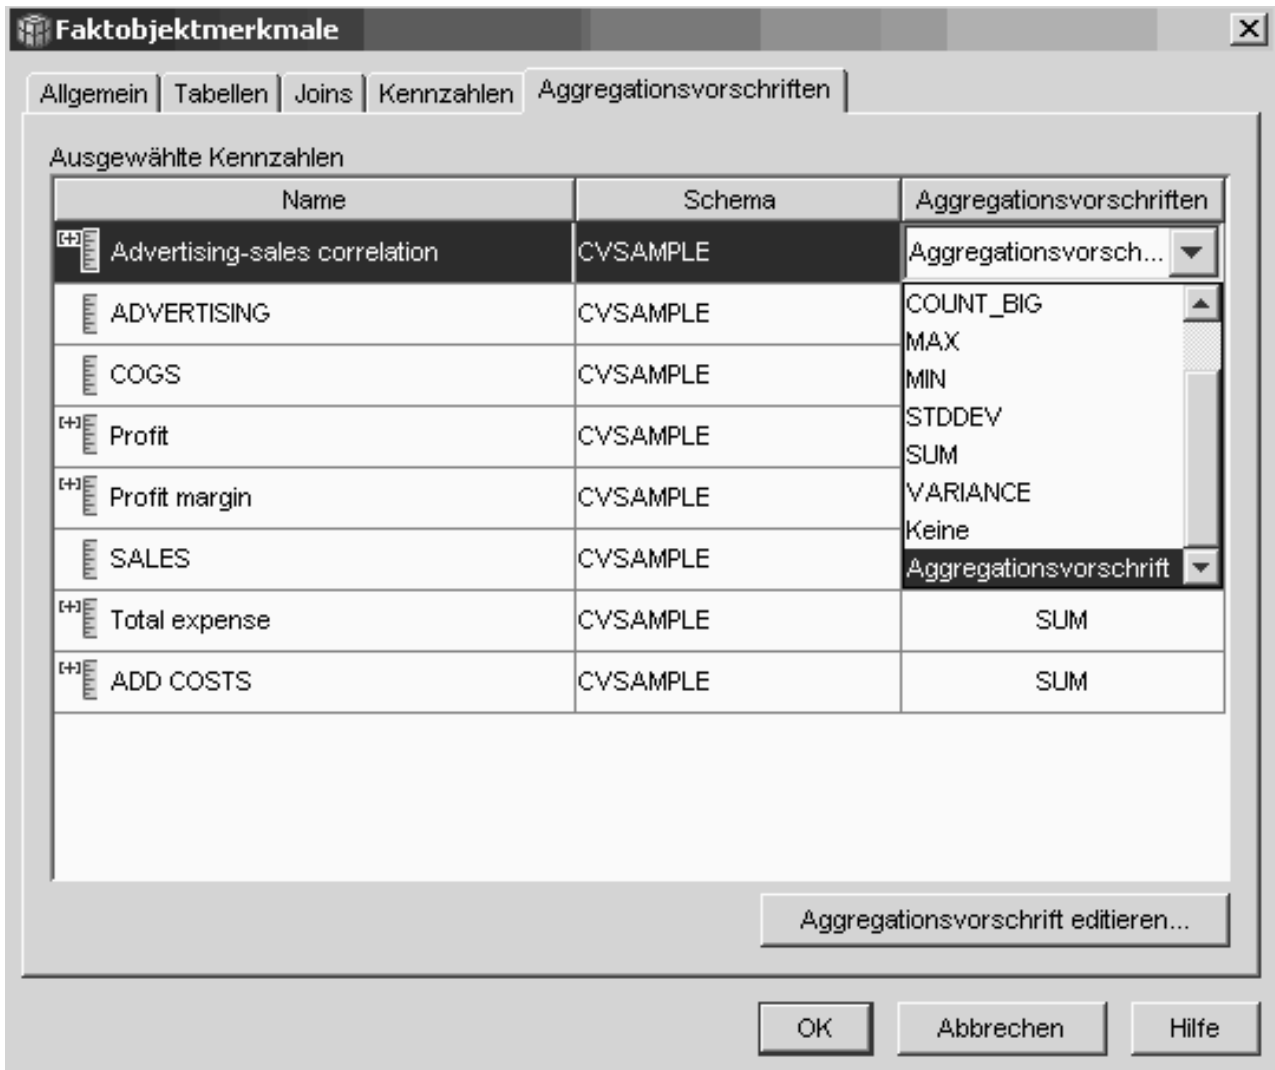 Faktobjektmerkmale
Allgemein Tabellen Joins Kennzahlen Aggregationsvorschriften
Ausgewählte Kennzahlen
Name Schema Aggregationsvorschriften
[+] Advertising-sales correlation CVSAMPLE Aggregationsvorsch...
ADVERTISING CVSAMPLE
COGS CVSAMPLE
[+] Profit CVSAMPLE
[+] Profit margin CVSAMPLE
SALES CVSAMPLE
COUNT_BIG
MAX
MIN
STDDEV
SUM
VARIANCE
Keine
Aggregationsvorschrift
[+] Total expense CVSAMPLE SUM
[+] ADD COSTS CVSAMPLE SUM
Aggregationsvorschrift editieren...
OK Abbrechen Hilfe